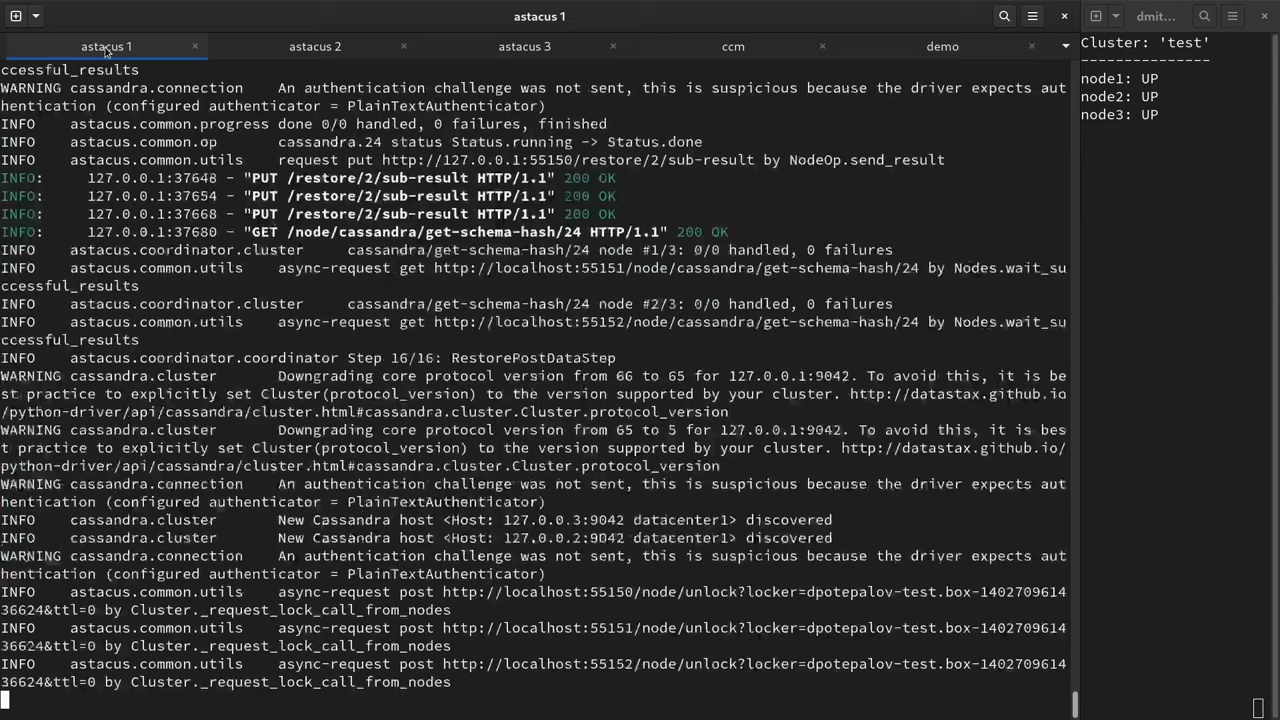 astacus 1
dmit...
astacus 1
astacus 2
astacus 3
ccm
demo
Cluster: 'test'
---------------
node1: UP
node2: UP
node3: UP
ccessful_results
WARNING cassandra.connection    An authentication challenge was not sent, this is suspicious because the driver expects aut
hentication (configured authenticator = PlainTextAuthenticator)
INFO    astacus.common.progress done 0/0 handled, 0 failures, finished
INFO    astacus.common.op       cassandra.24 status Status.running -> Status.done
INFO    astacus.common.utils    request put http://127.0.0.1:55150/restore/2/sub-result by NodeOp.send_result
INFO:     127.0.0.1:37648 - "PUT /restore/2/sub-result HTTP/1.1" 200 OK
INFO:     127.0.0.1:37654 - "PUT /restore/2/sub-result HTTP/1.1" 200 OK
INFO:     127.0.0.1:37668 - "PUT /restore/2/sub-result HTTP/1.1" 200 OK
INFO:     127.0.0.1:37680 - "GET /node/cassandra/get-schema-hash/24 HTTP/1.1" 200 OK
INFO    astacus.coordinator.cluster     cassandra/get-schema-hash/24 node #1/3: 0/0 handled, 0 failures
INFO    astacus.common.utils    async-request get http://localhost:55151/node/cassandra/get-schema-hash/24 by Nodes.wait_su
ccessful_results
INFO    astacus.coordinator.cluster     cassandra/get-schema-hash/24 node #2/3: 0/0 handled, 0 failures
INFO    astacus.common.utils    async-request get http://localhost:55152/node/cassandra/get-schema-hash/24 by Nodes.wait_su
ccessful_results
INFO    astacus.coordinator.coordinator Step 16/16: RestorePostDataStep
WARNING cassandra.cluster       Downgrading core protocol version from 66 to 65 for 127.0.0.1:9042. To avoid this, it is be
st practice to explicitly set Cluster(protocol_version) to the version supported by your cluster. http://datastax.github.io
/python-driver/api/cassandra/cluster.html#cassandra.cluster.Cluster.protocol_version
WARNING cassandra.cluster       Downgrading core protocol version from 65 to 5 for 127.0.0.1:9042. To avoid this, it is bes
t practice to explicitly set Cluster(protocol_version) to the version supported by your cluster. http://datastax.github.io/
python-driver/api/cassandra/cluster.html#cassandra.cluster.Cluster.protocol_version
WARNING cassandra.connection    An authentication challenge was not sent, this is suspicious because the driver expects aut
hentication (configured authenticator = PlainTextAuthenticator)
INFO    cassandra.cluster       New Cassandra host <Host: 127.0.0.3:9042 datacenter1> discovered
INFO    cassandra.cluster       New Cassandra host <Host: 127.0.0.2:9042 datacenter1> discovered
WARNING cassandra.connection    An authentication challenge was not sent, this is suspicious because the driver expects aut
hentication (configured authenticator = PlainTextAuthenticator)
INFO    astacus.common.utils    async-request post http://localhost:55150/node/unlock?locker=dpotepalov-test.box-1402709614
36624&ttl=0 by Cluster._request_lock_call_from_nodes
INFO    astacus.common.utils    async-request post http://localhost:55151/node/unlock?locker=dpotepalov-test.box-1402709614
36624&ttl=0 by Cluster._request_lock_call_from_nodes
INFO    astacus.common.utils    async-request post http://localhost:55152/node/unlock?locker=dpotepalov-test.box-1402709614
36624&ttl=0 by Cluster._request_lock_call_from_nodes